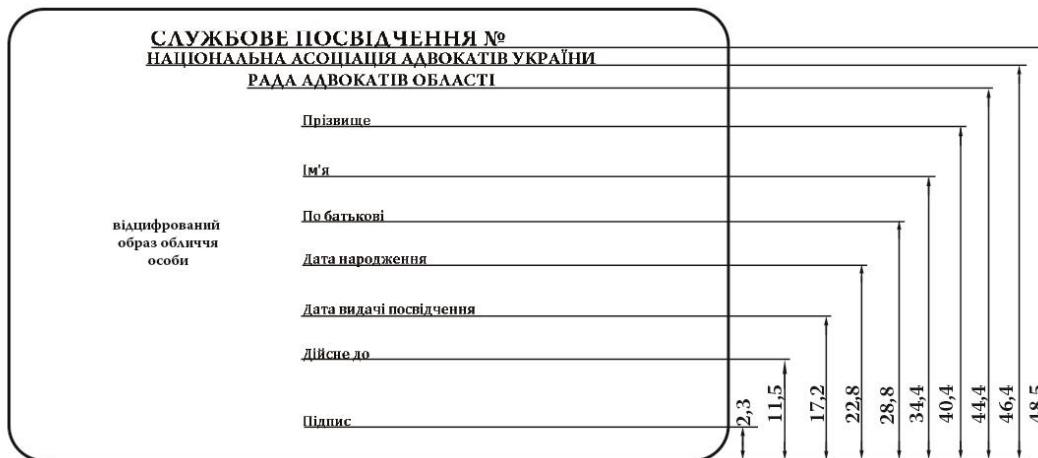 СЛУЖБОВЕ ПОСВІДЧЕННЯ №
НАЦІОНАЛЬНА АСОЦІАЦІЯ АДВОКАТІВ УКРАЇНИ
РАДА АДВОКАТІВ ОБЛАСТІ
Прізвище
Ім'я
По батькові
відцифрований
образ обличчя
особи
Дата народження
Дата видачі посвідчення
Дійсне до
Підпис
2,3
11,5
17,2
22,8
28,8
34,4
40,4
44,4
46,4
48,5